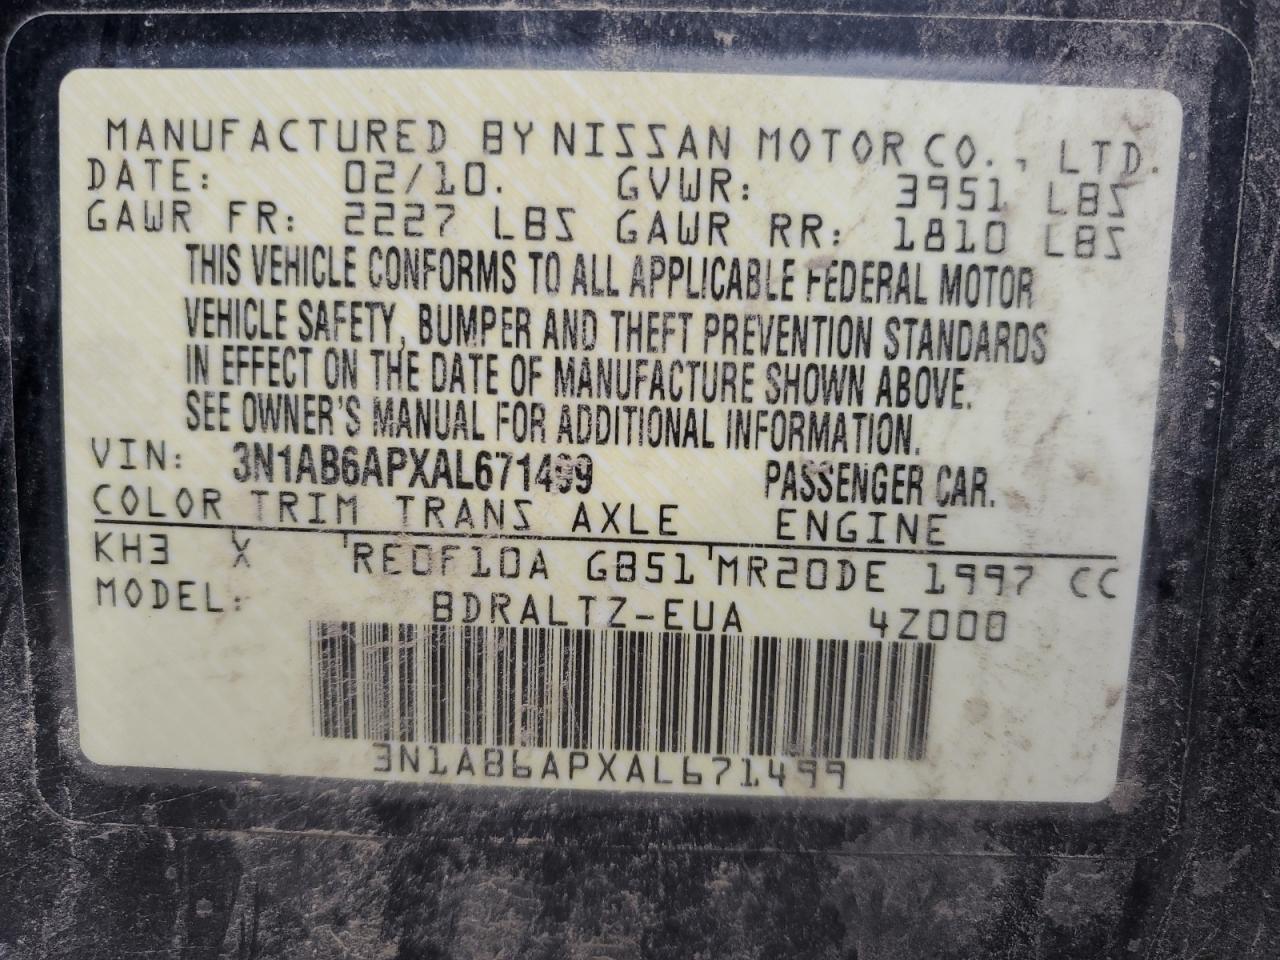 MANUFACTURED BY NISSAN MOTOR CO., LTD.
DATE: 02/10. GVWR: 3951 LBS
GAWR FR: 2227 LBS GAWR RR: 1810 LBS
THIS VEHICLE CONFORMS TO ALL APPLICABLE FEDERAL MOTOR
VEHICLE SAFETY, BUMPER AND THEFT PREVENTION STANDARDS
IN EFFECT ON THE DATE OF MANUFACTURE SHOWN ABOVE.
SEE OWNER'S MANUAL FOR ADDITIONAL INFORMATION.
VIN: 3N1AB6APXAL671499 PASSENGER CAR.
COLOR TRIM TRANS AXLE ENGINE
KH3 X 'RE0F10A GB51'MR20DE 1997 CC
MODEL: BDRALTZ-EUA 4Z000
3N1AB6APXAL671499